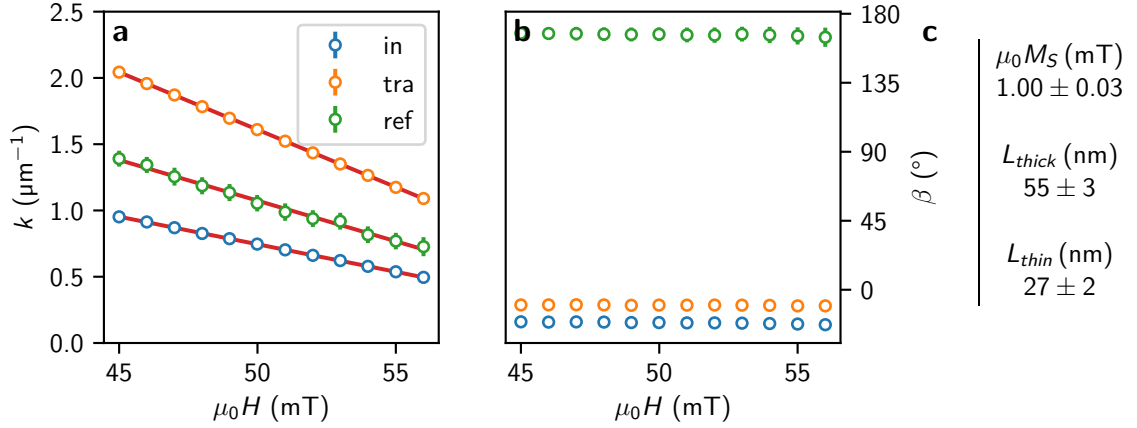 a
in
tra
ref
2.5
2.0
1.5
1.0
0.5
0.0
k (µm⁻¹)
45
50
55
μ₀H (mT)
b
180
135
90
45
0
β (°)
45
50
55
μ₀H (mT)
c
μ₀M_S (mT)
1.00 ± 0.03
L_thick (nm)
55 ± 3
L_thin (nm)
27 ± 2